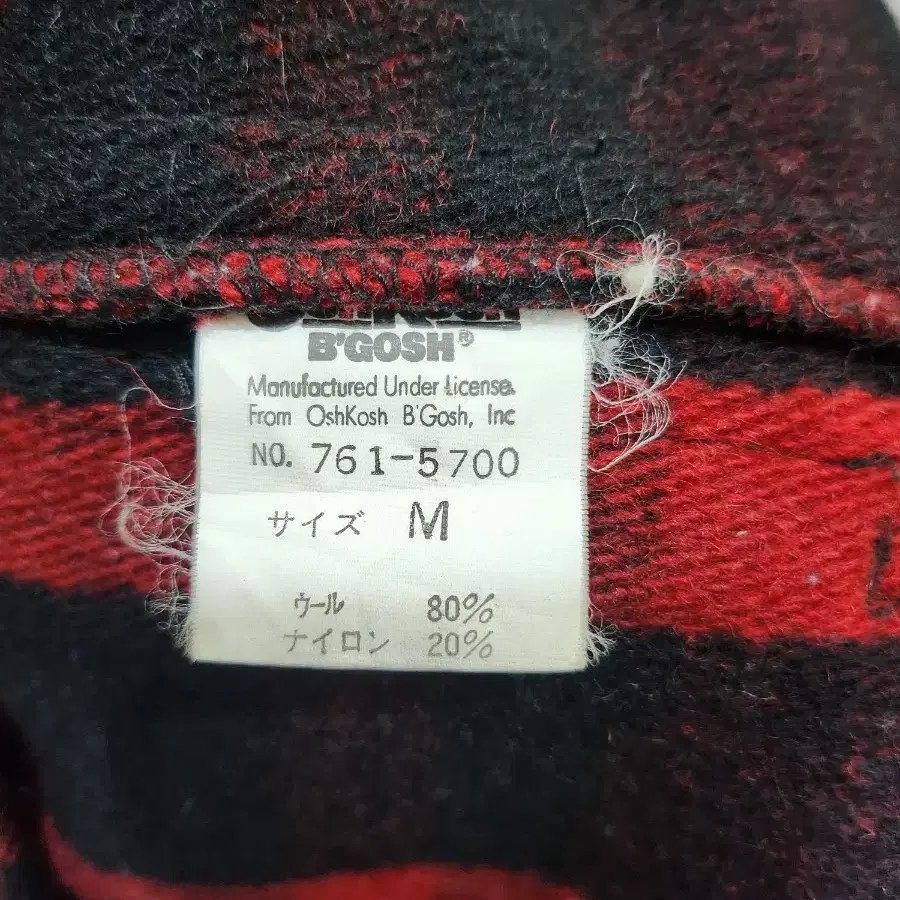 B'GOSH®
Manufactured Under License
From OshKosh B'Gosh, Inc
NO. 761-5700
サイズ M
ウール 80%
ナイロン 20%